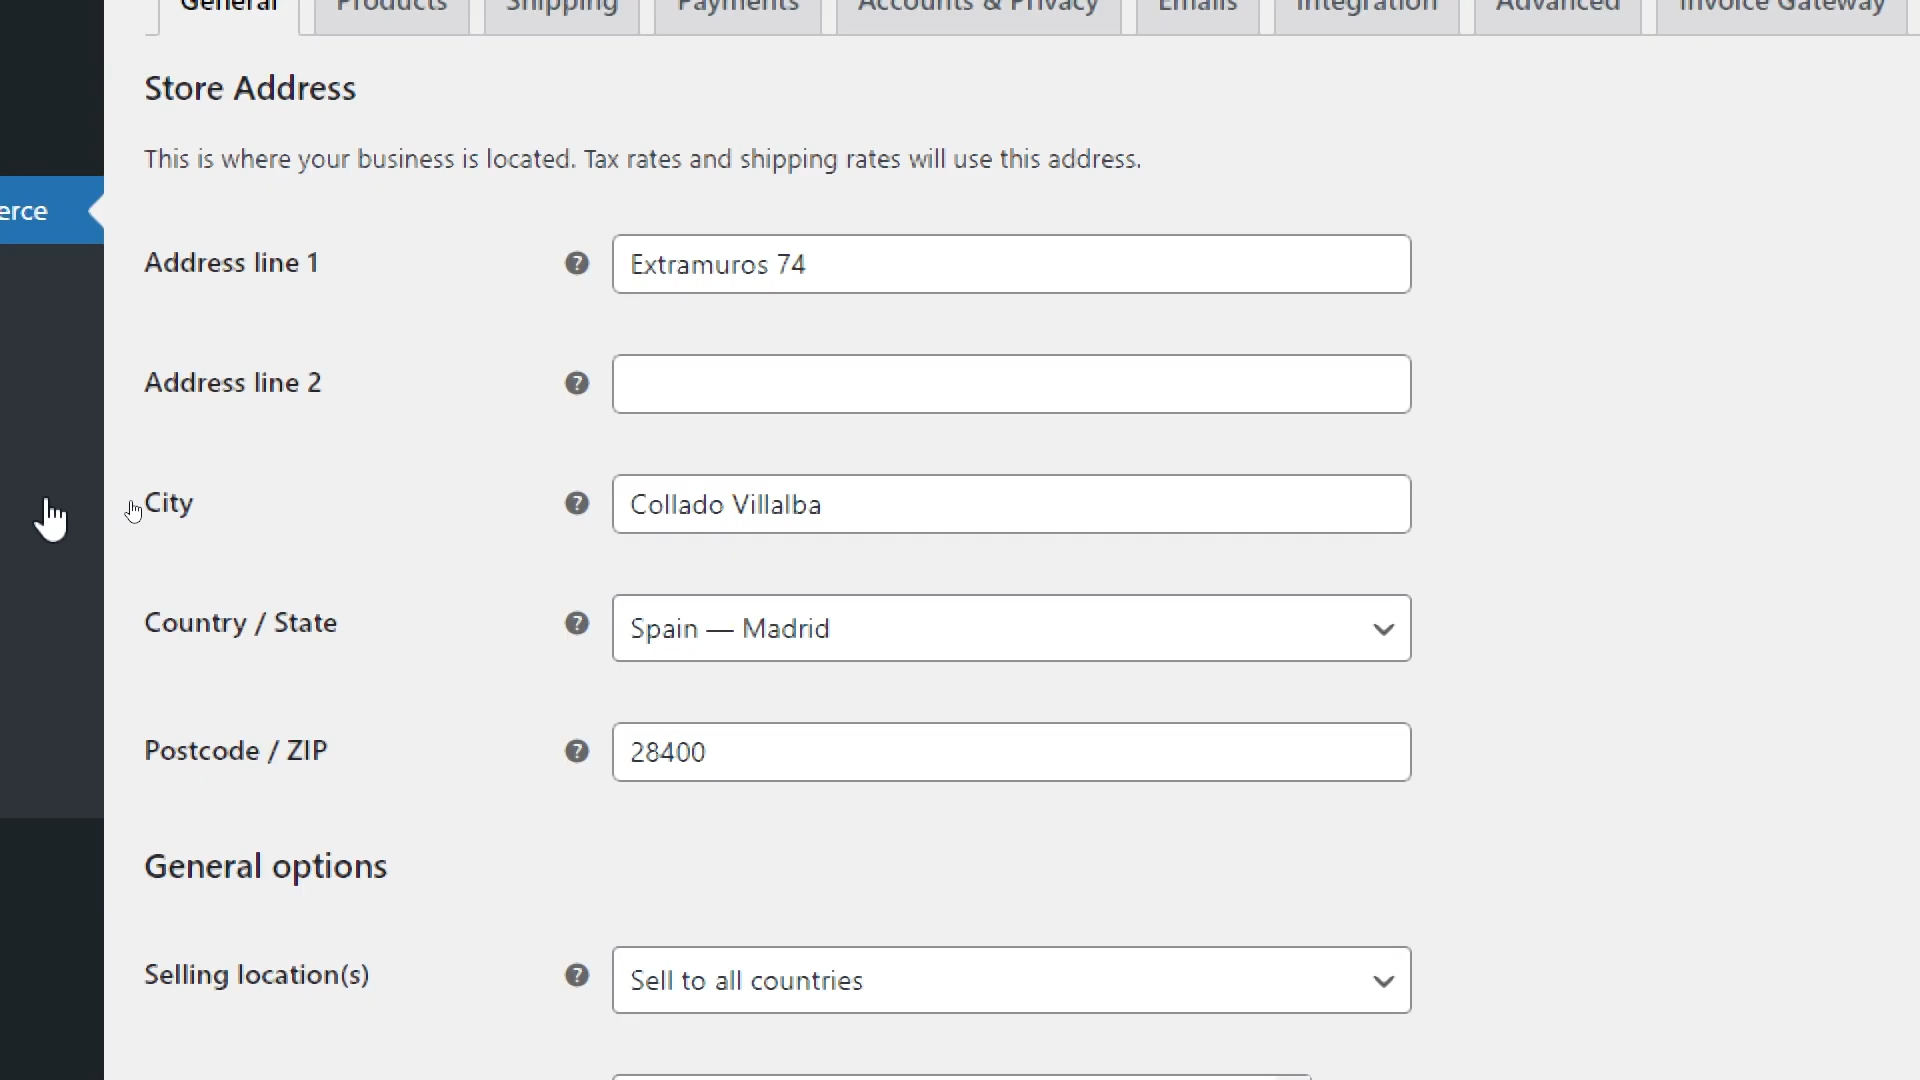 General Products Shipping Payments Accounts & Privacy Emails Integration Advanced Invoice Gateway
Store Address
This is where your business is located. Tax rates and shipping rates will use this address.
erce
Address line 1 ? Extramuros 74
Address line 2 ?
City ? Collado Villalba
Country / State ? Spain — Madrid
Postcode / ZIP ? 28400
General options
Selling location(s) ? Sell to all countries